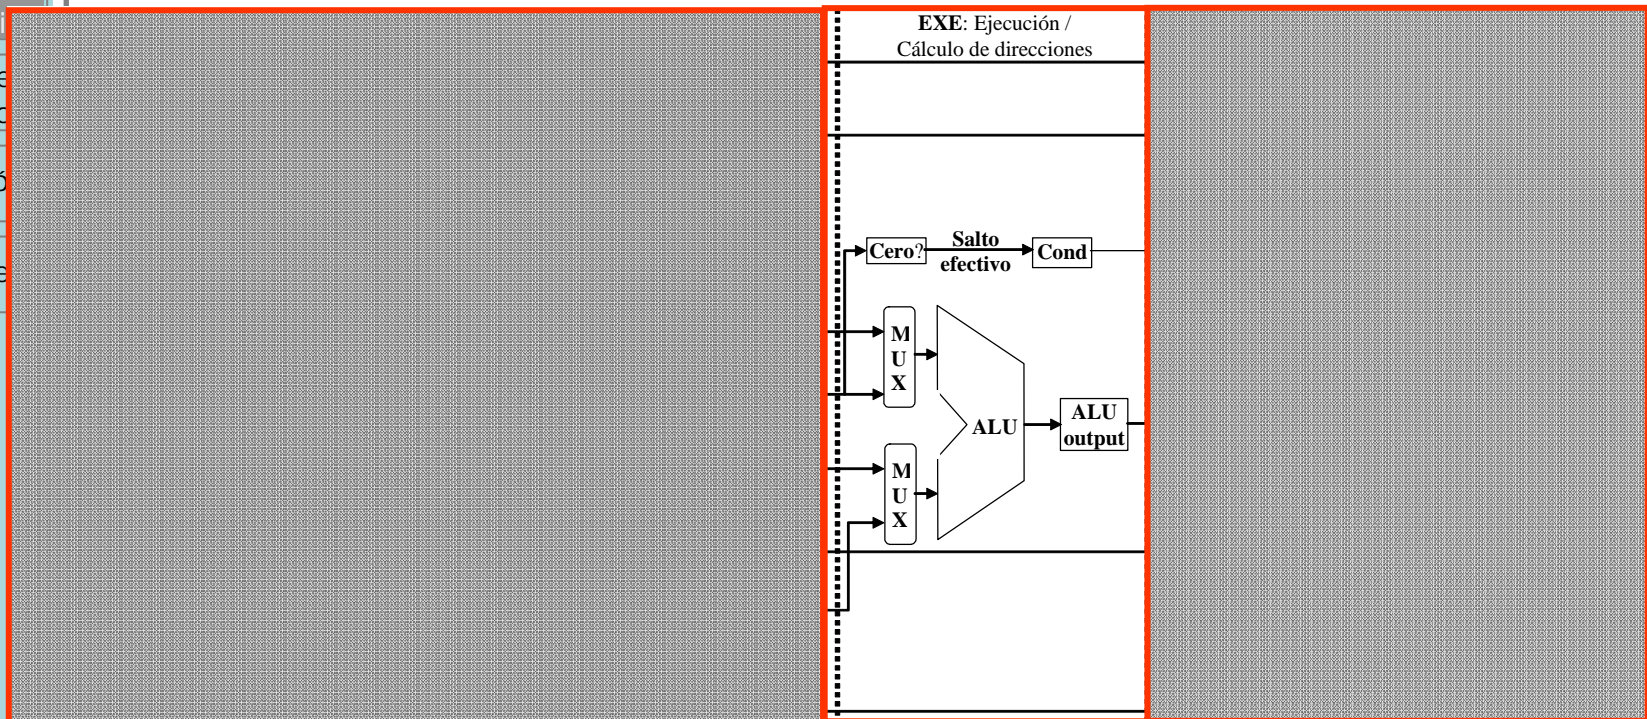 EXE: Ejecución /
Cálculo de direcciones
Cero?
Salto
efectivo
Cond
M
U
X
ALU
ALU
output
M
U
X